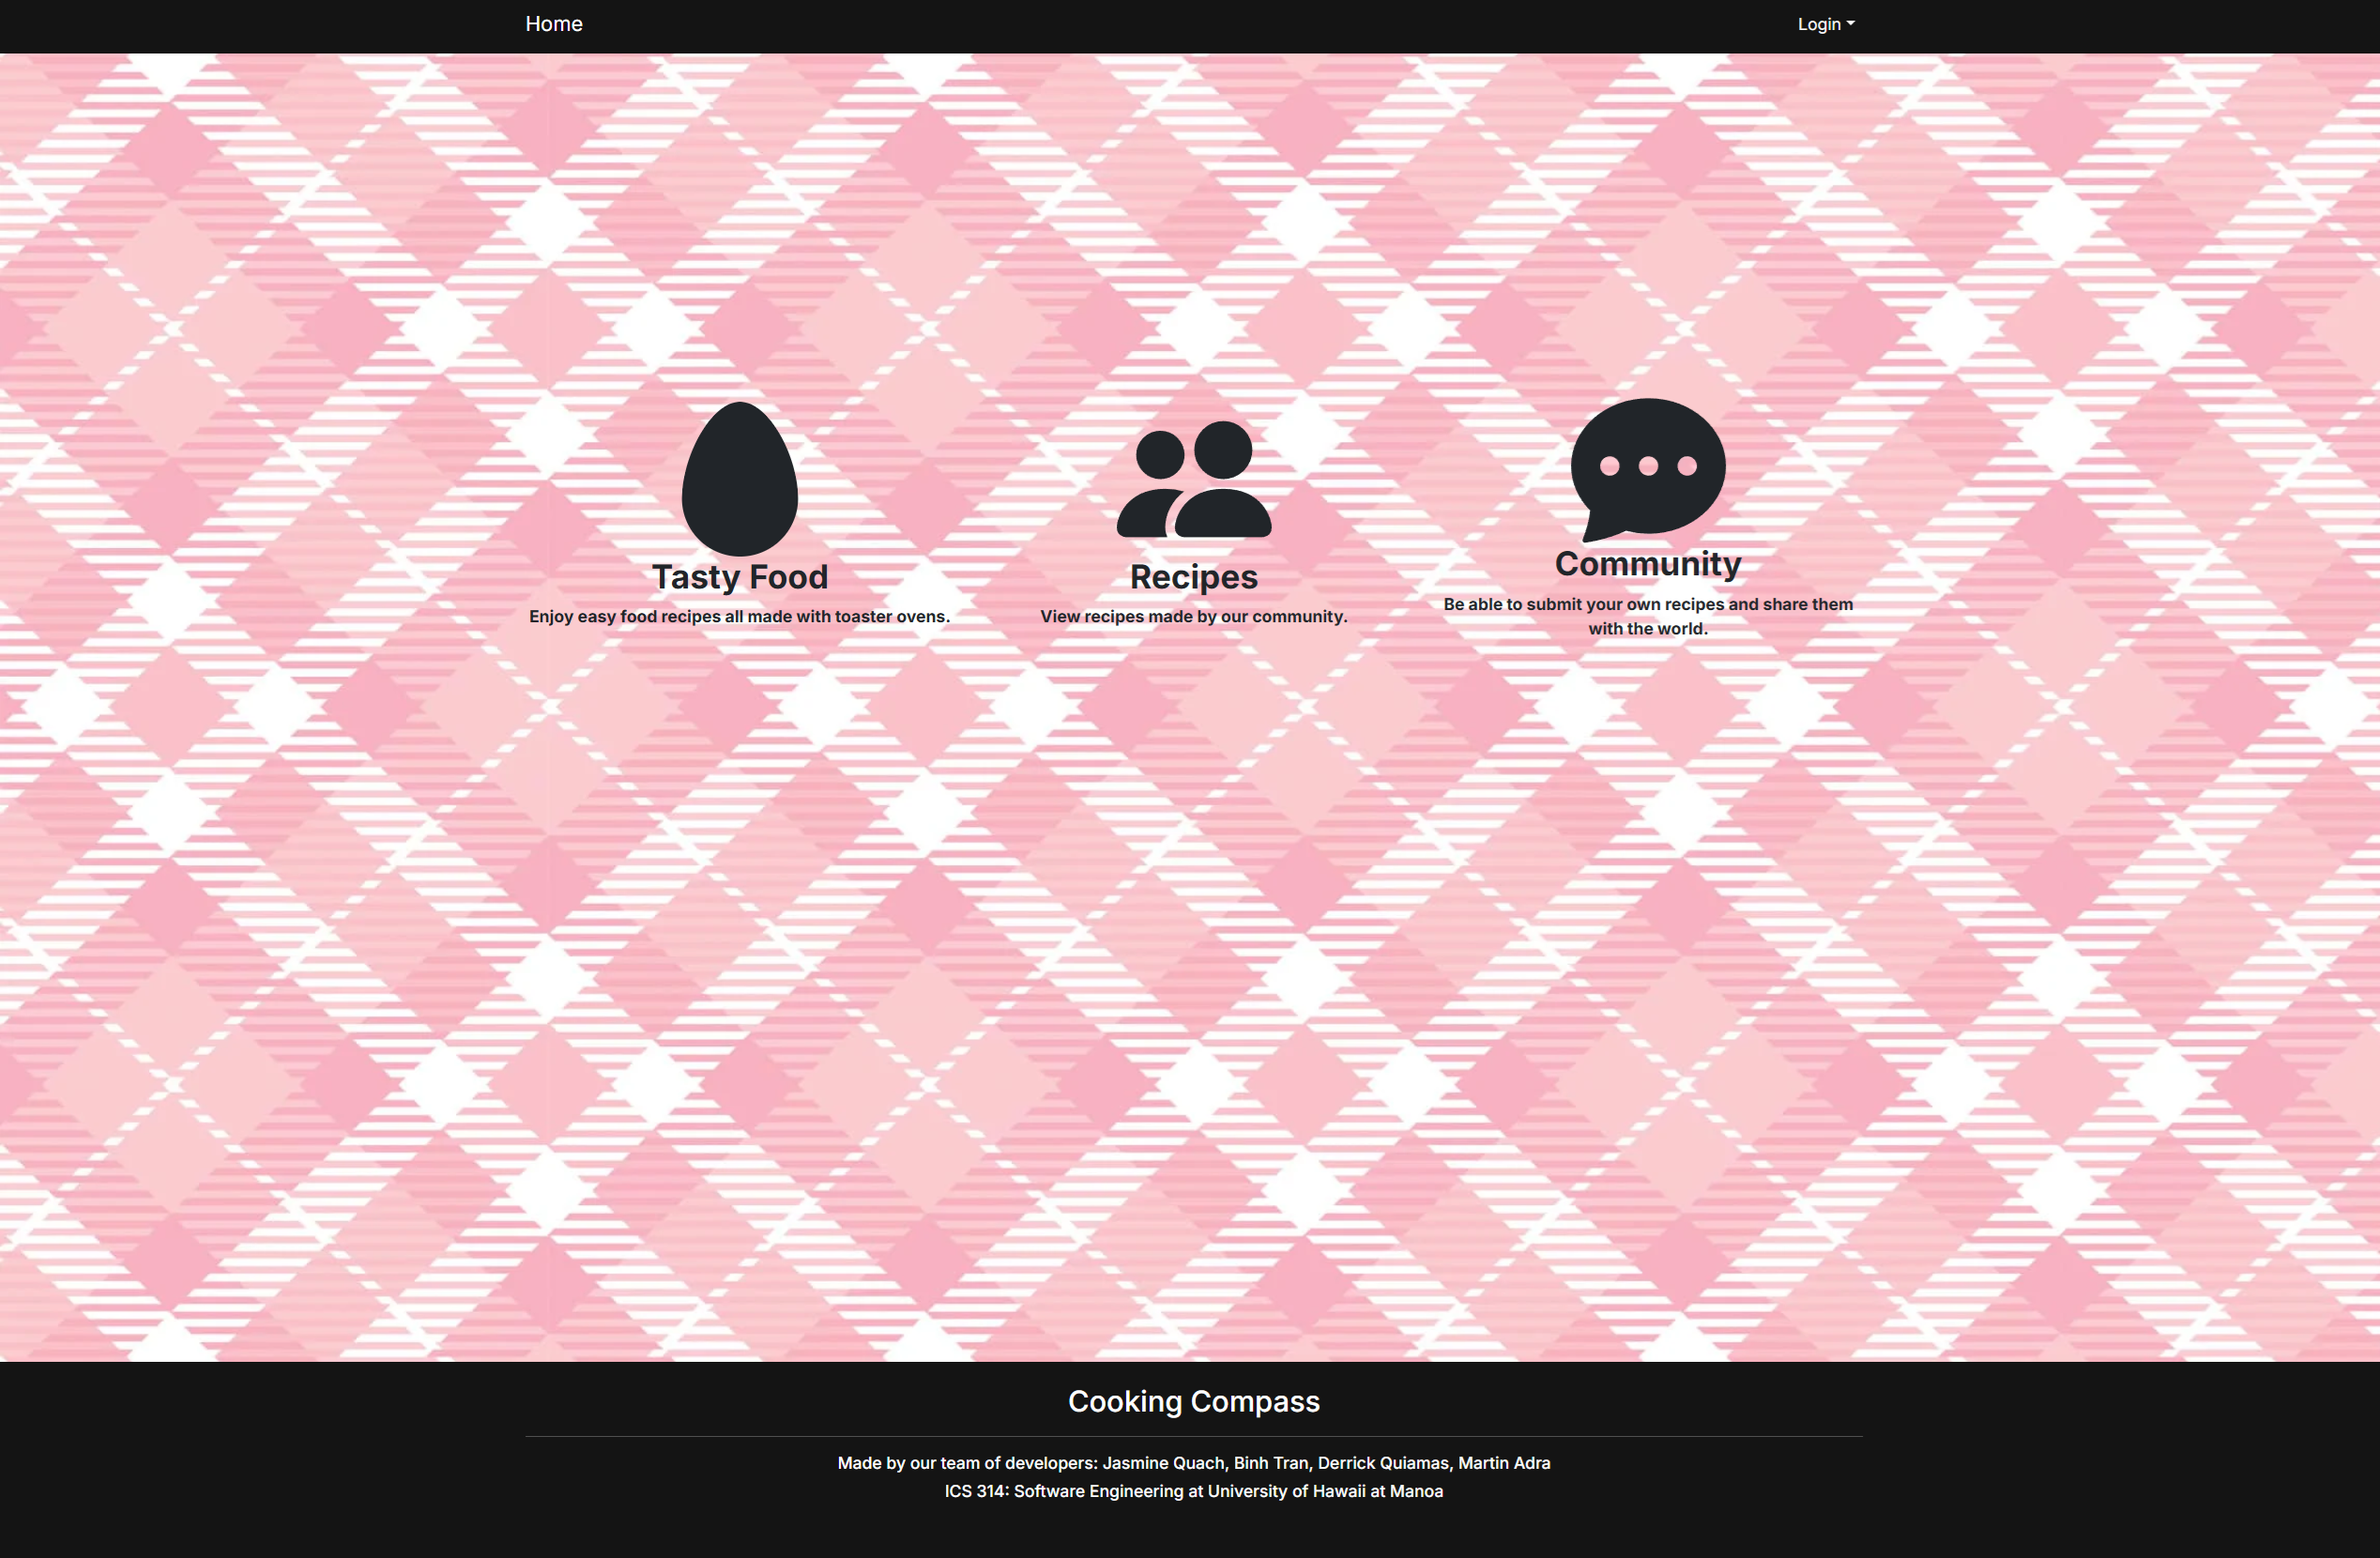 Home
Login
Tasty Food
Enjoy easy food recipes all made with toaster ovens.
Recipes
View recipes made by our community.
Community
Be able to submit your own recipes and share them
with the world.
Cooking Compass
Made by our team of developers: Jasmine Quach, Binh Tran, Derrick Quiamas, Martin Adra
ICS 314: Software Engineering at University of Hawaii at Manoa